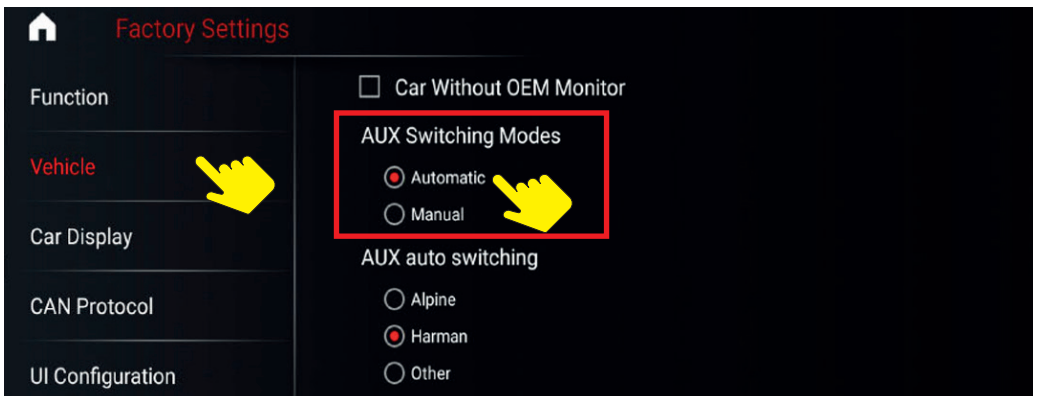 Factory Settings
Function
Vehicle
Car Display
CAN Protocol
UI Configuration
Car Without OEM Monitor
AUX Switching Modes
Automatic
Manual
AUX auto switching
Alpine
Harman
Other